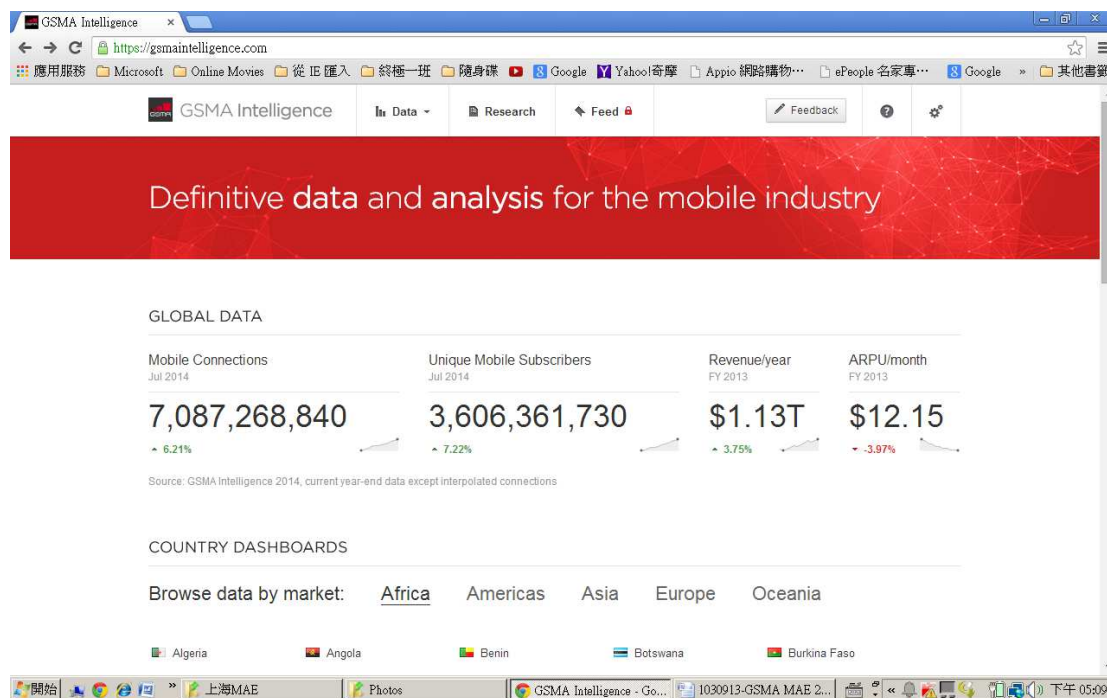 GSMA Intelligence
https://gsmaintelligence.com
應用服務 Microsoft Online Movies 從 IE 匯入 終極一班 隨身碟 Google Yahoo!奇摩 Appio 網路購物… ePeople 名家專… Google » 其他書籤
GSMA GSMA Intelligence Data Research Feed Feedback
Definitive data and analysis for the mobile industry
GLOBAL DATA
Mobile Connections Unique Mobile Subscribers Revenue/year ARPU/month
Jul 2014 Jul 2014 FY 2013 FY 2013
7,087,268,840 3,606,361,730 $1.13T $12.15
6.21% 7.22% 3.75% -3.97%
Source: GSMA Intelligence 2014, current year-end data except interpolated connections
COUNTRY DASHBOARDS
Browse data by market: Africa Americas Asia Europe Oceania
Algeria Angola Benin Botswana Burkina Faso
開始 » 上海MAE Photos GSMA Intelligence - Go... 1030913-GSMA MAE 2... « 下午 05:09